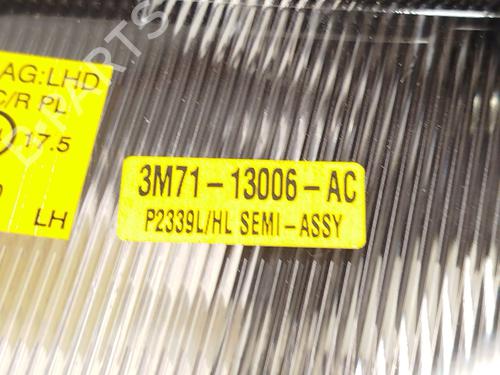 AG:LHD
C/R PL
17.5
LH
3M71-13006-AC
P2339L/HL SEMI-ASSY